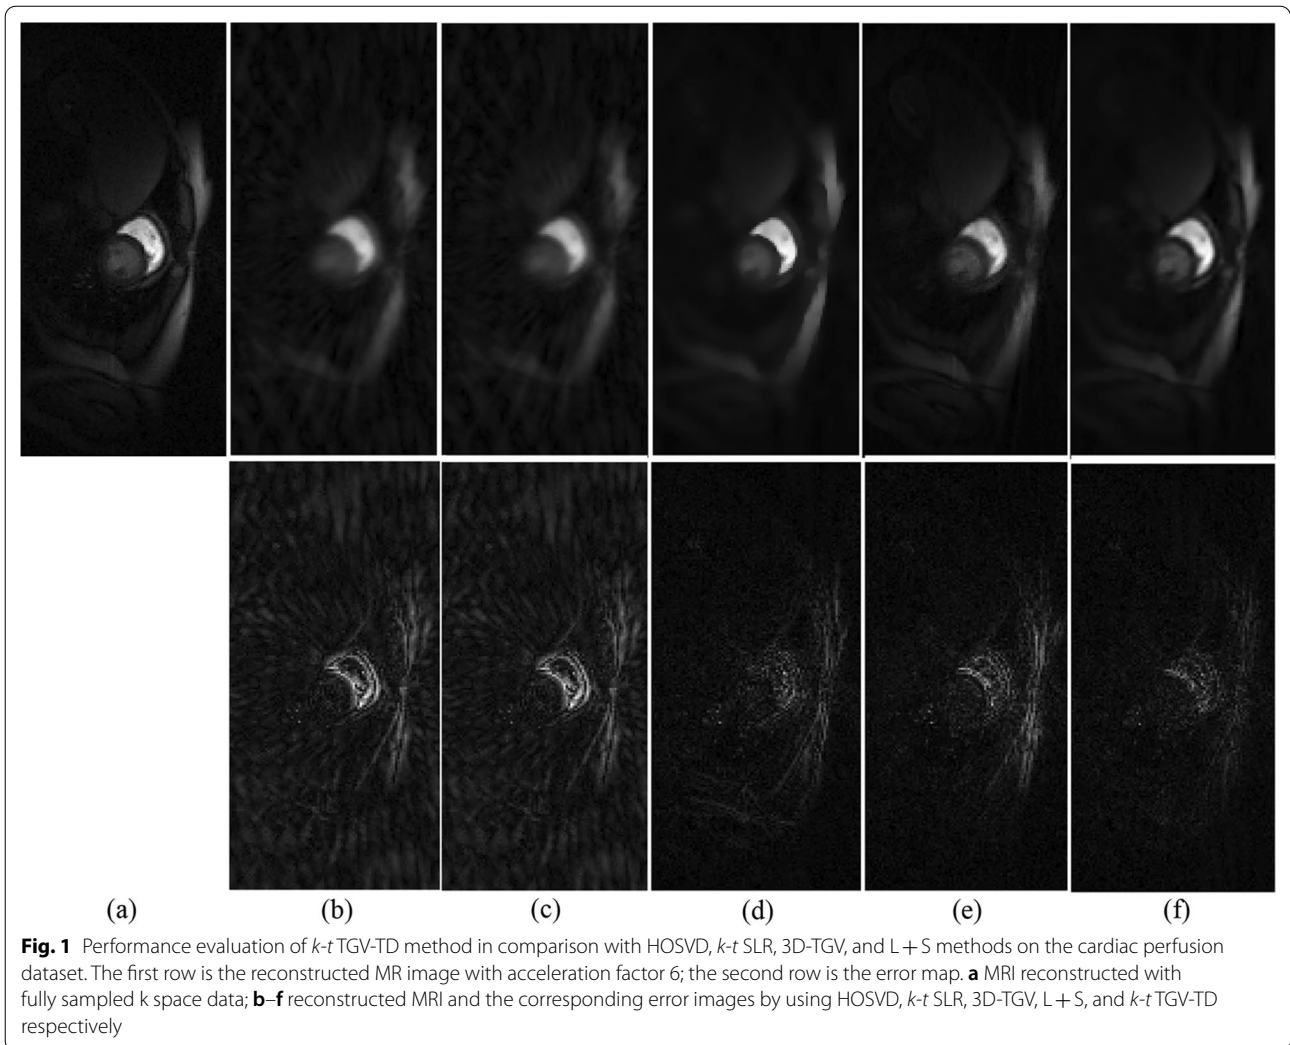 (a) (b) (c) (d) (e) (f)
Fig. 1 Performance evaluation of k-t TGV-TD method in comparison with HOSVD, k-t SLR, 3D-TGV, and L + S methods on the cardiac perfusion
dataset. The first row is the reconstructed MR image with acceleration factor 6; the second row is the error map. a MRI reconstructed with
fully sampled k space data; b–f reconstructed MRI and the corresponding error images by using HOSVD, k-t SLR, 3D-TGV, L + S, and k-t TGV-TD
respectively